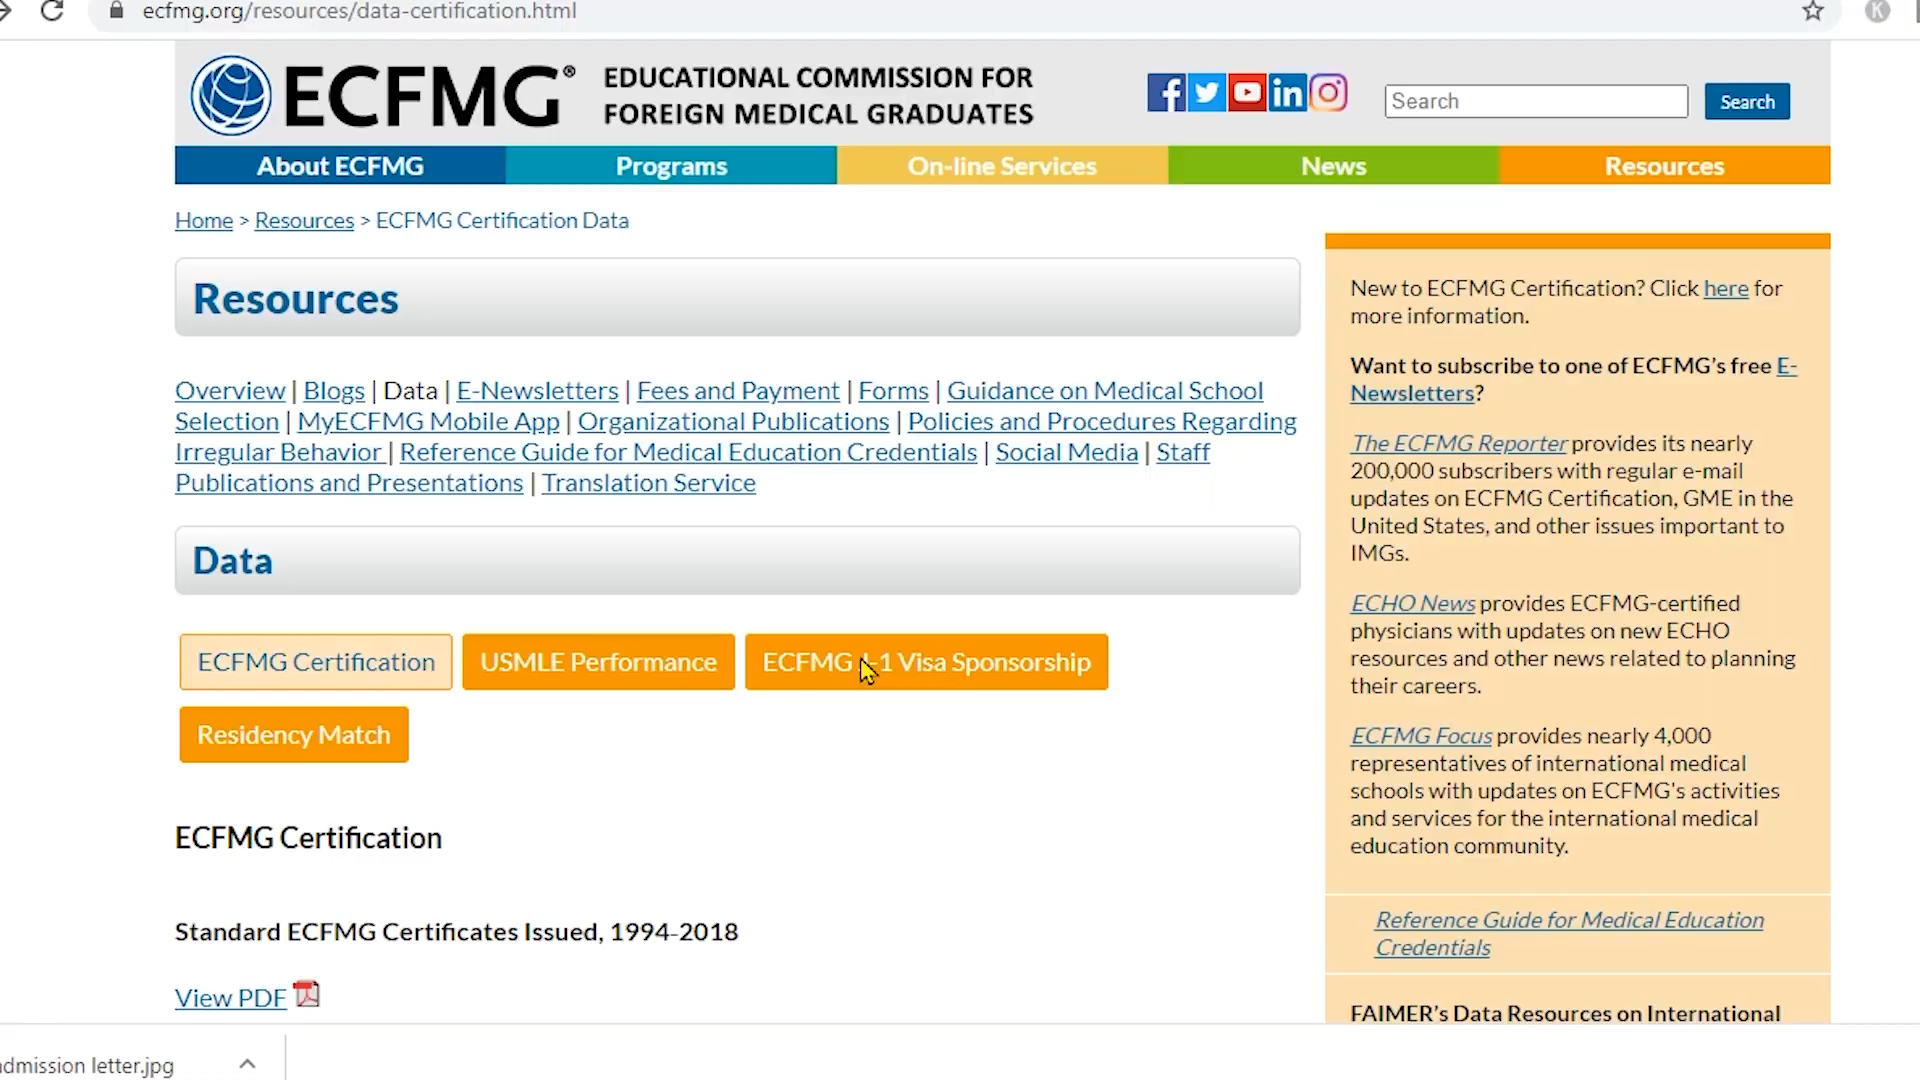 ecfmg.org/resources/data-certification.html
K
ECFMG® EDUCATIONAL COMMISSION FOR
FOREIGN MEDICAL GRADUATES
Search Search
About ECFMG Programs On-line Services News Resources
Home > Resources > ECFMG Certification Data
Resources
Overview | Blogs | Data | E-Newsletters | Fees and Payment | Forms | Guidance on Medical School
Selection | MyECFMG Mobile App | Organizational Publications | Policies and Procedures Regarding
Irregular Behavior | Reference Guide for Medical Education Credentials | Social Media | Staff
Publications and Presentations | Translation Service
Data
ECFMG Certification USMLE Performance ECFMG J-1 Visa Sponsorship
Residency Match
ECFMG Certification
Standard ECFMG Certificates Issued, 1994-2018
View PDF
New to ECFMG Certification? Click here for
more information.
Want to subscribe to one of ECFMG's free E-
Newsletters?
The ECFMG Reporter provides its nearly
200,000 subscribers with regular e-mail
updates on ECFMG Certification, GME in the
United States, and other issues important to
IMGs.
ECHO News provides ECFMG-certified
physicians with updates on new ECHO
resources and other news related to planning
their careers.
ECFMG Focus provides nearly 4,000
representatives of international medical
schools with updates on ECFMG's activities
and services for the international medical
education community.
Reference Guide for Medical Education
Credentials
FAIMER's Data Resources on International
admission letter.jpg